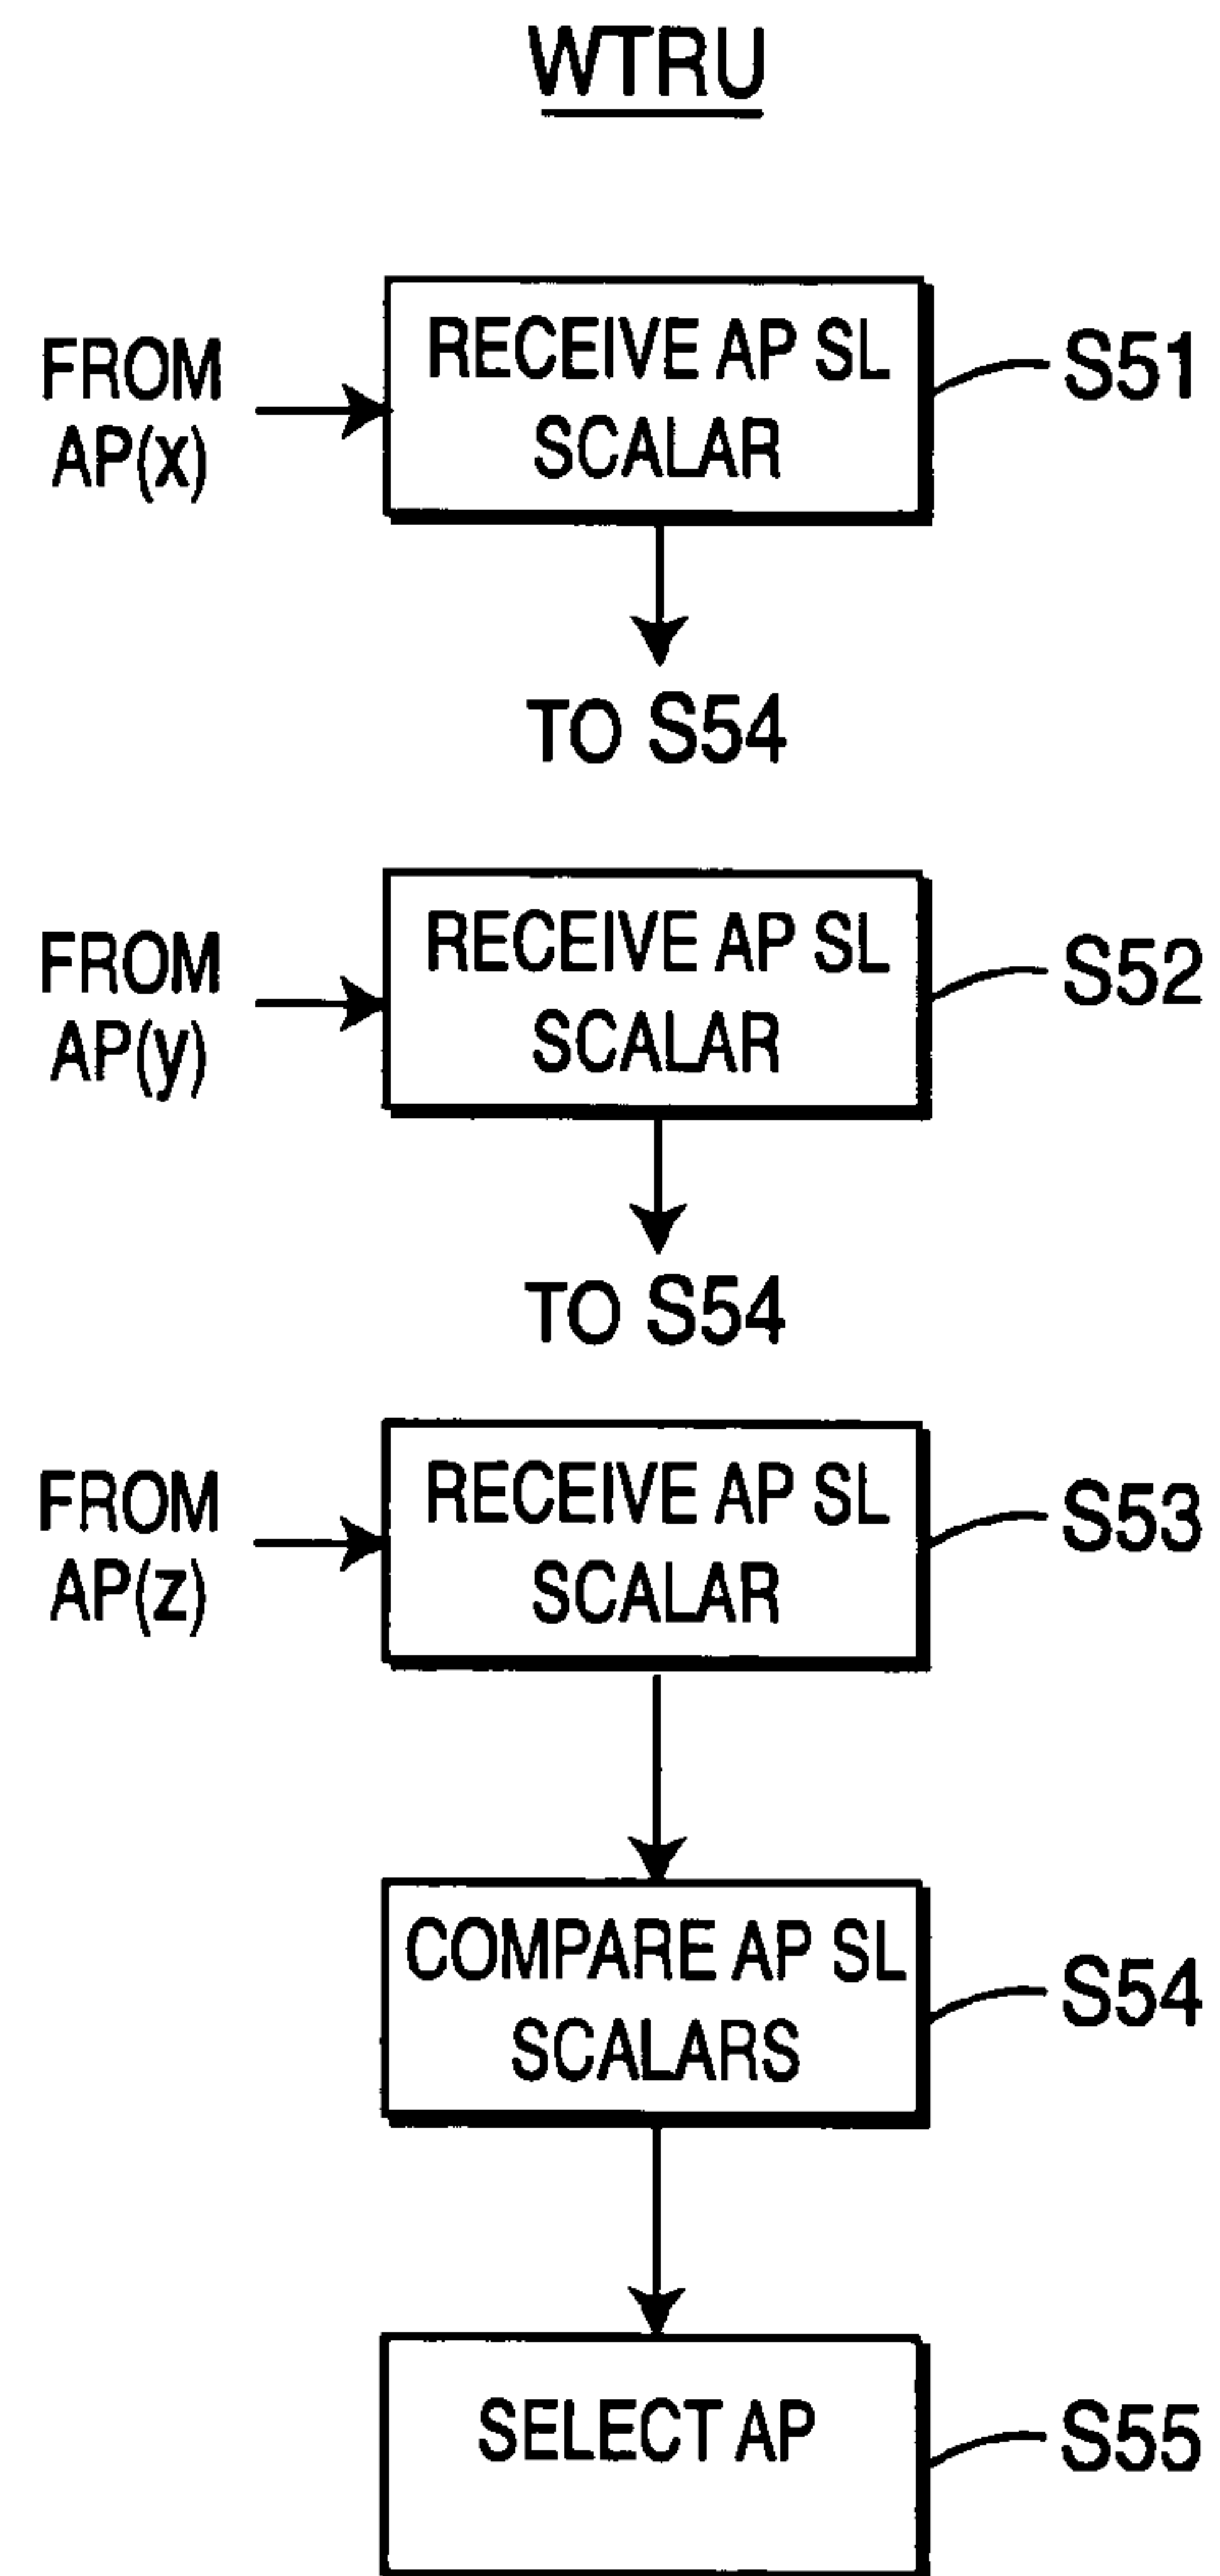 WTRU
FROM
AP(x)
RECEIVE AP SL
SCALAR
S51
TO S54
FROM
AP(y)
RECEIVE AP SL
SCALAR
S52
TO S54
FROM
AP(z)
RECEIVE AP SL
SCALAR
S53
COMPARE AP SL
SCALARS
S54
SELECT AP
S55